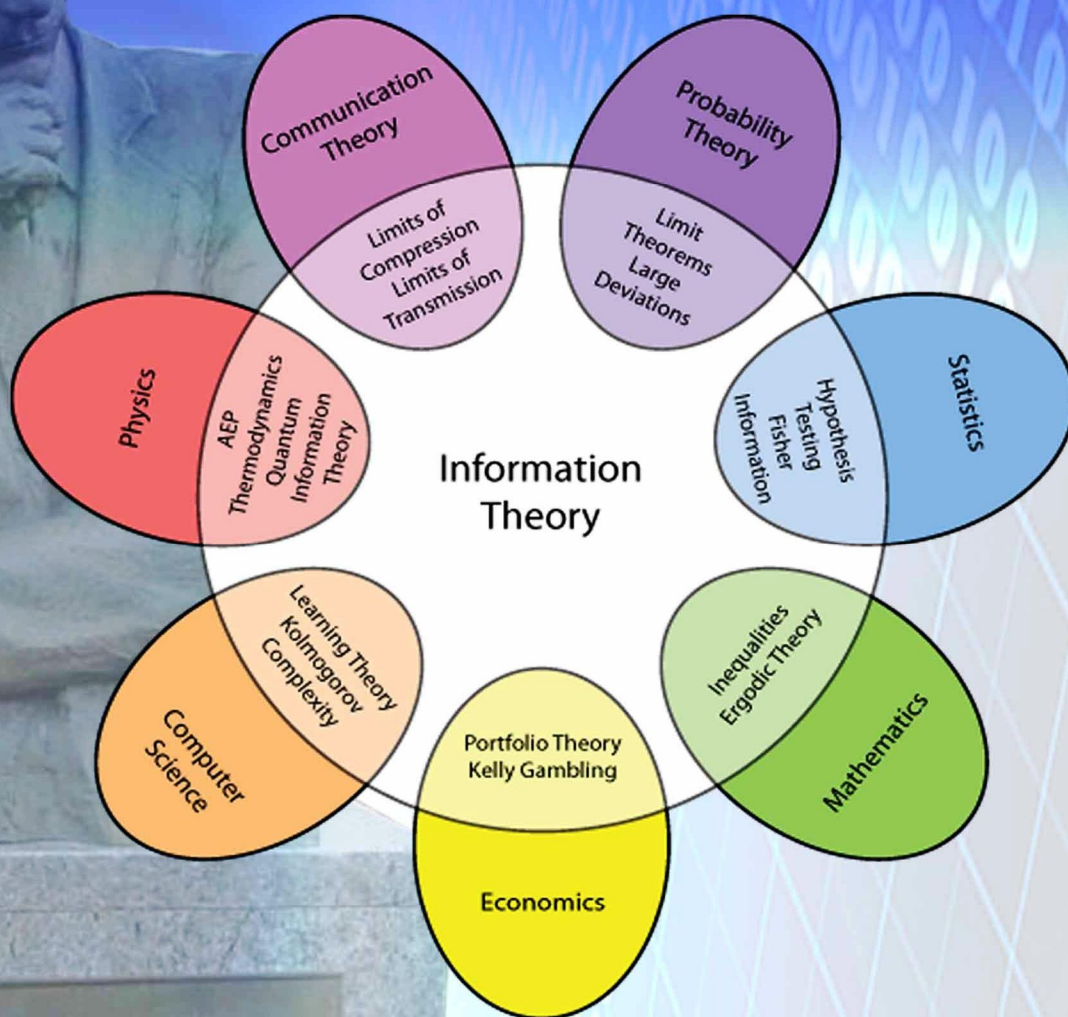 Communication
Theory
Limits of
Compression
Limits of
Transmission
Probability
Theory
Limit
Theorems
Large
Deviations
Statistics
Hypothesis
Testing
Fisher
Information
Physics
AEP
Thermodynamics
Quantum
Information
Theory
Information
Theory
Mathematics
Inequalities
Ergodic Theory
Computer
Science
Learning Theory
Kolmogorov
Complexity
Portfolio Theory
Kelly Gambling
Economics